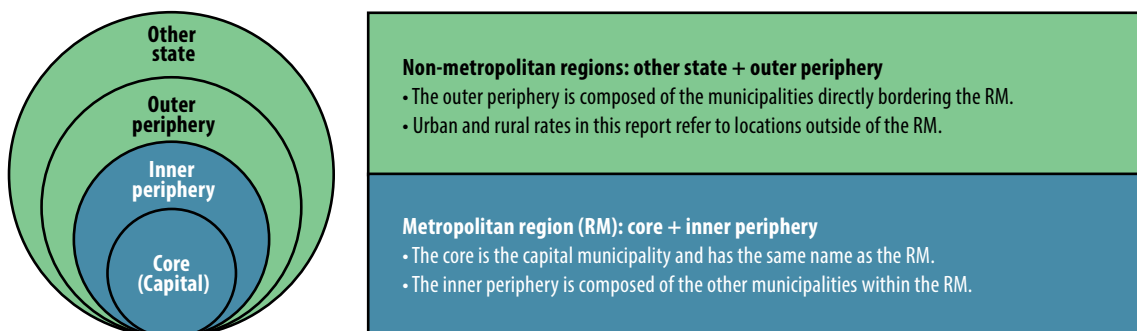 Other
state
Outer
periphery
Inner
periphery
Core
(Capital)
Non-metropolitan regions: other state + outer periphery
• The outer periphery is composed of the municipalities directly bordering the RM.
• Urban and rural rates in this report refer to locations outside of the RM.
Metropolitan region (RM): core + inner periphery
• The core is the capital municipality and has the same name as the RM.
• The inner periphery is composed of the other municipalities within the RM.